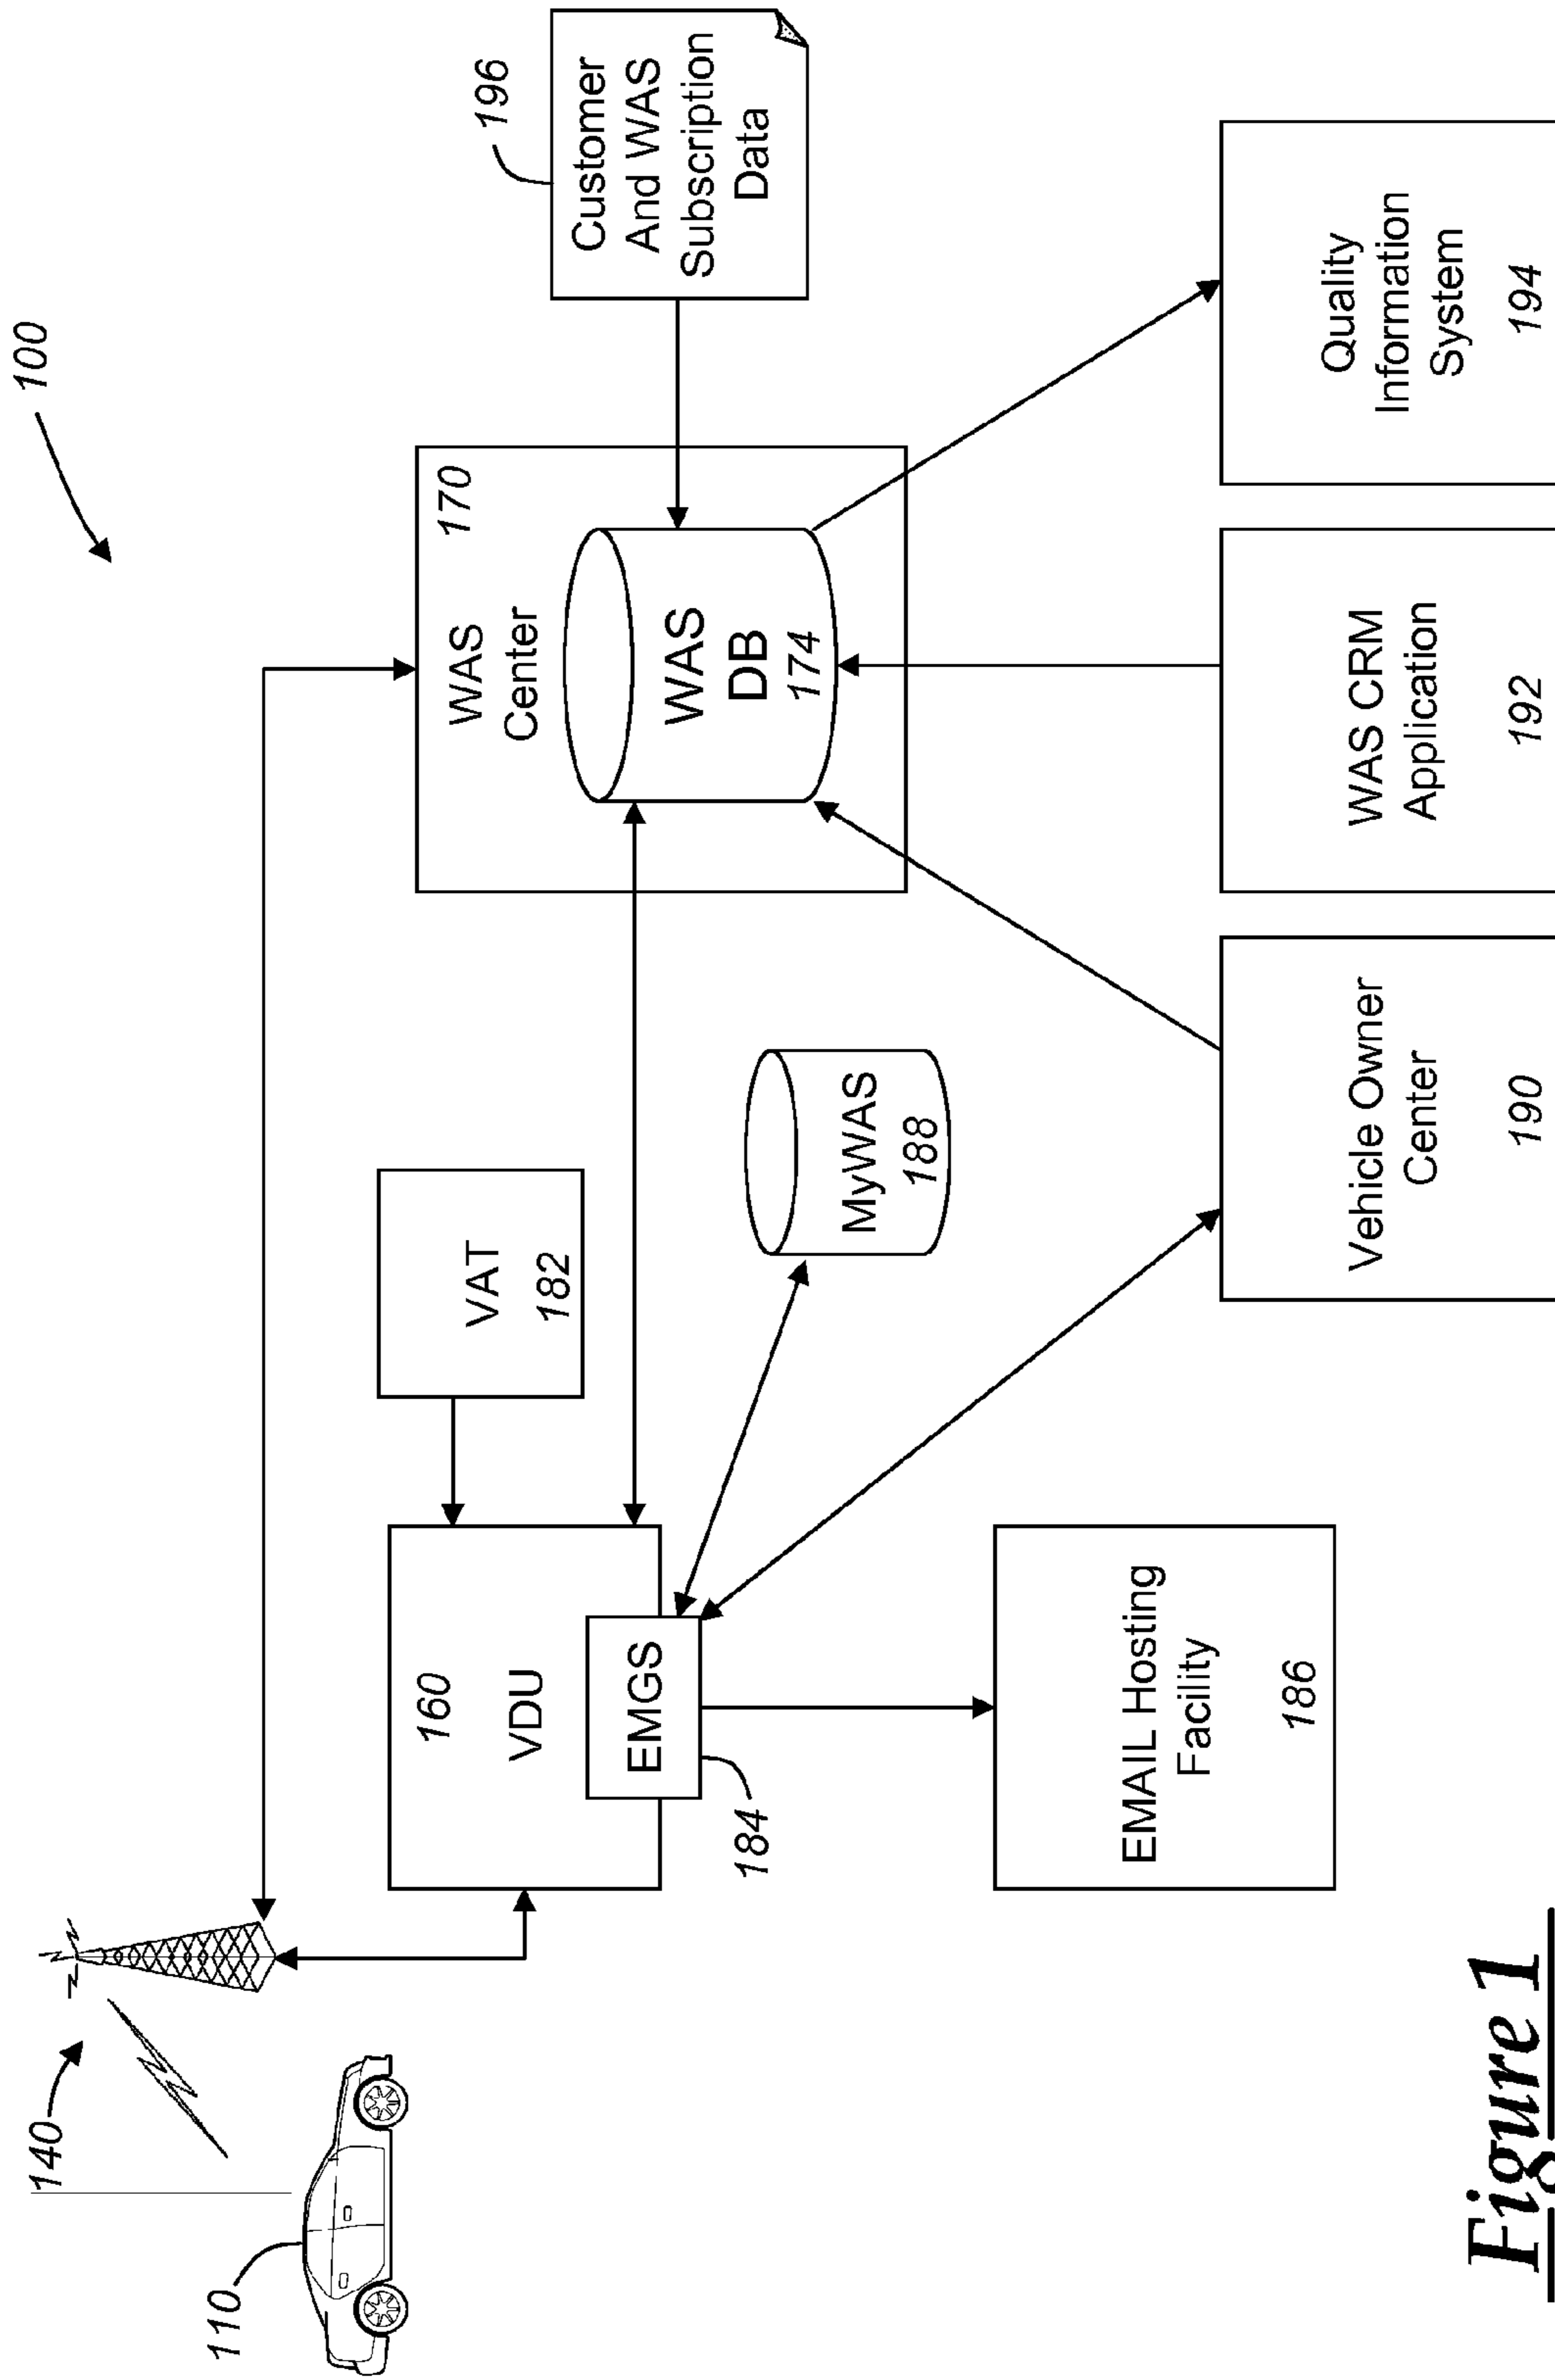 100
140
110
160
VDU
EMGS
184
VAT
182
WAS
Center
170
WAS
DB
174
196
Customer
And WAS
Subscription
Data
MyWAS
188
EMAIL Hosting
Facility
186
Vehicle Owner
Center
190
WAS CRM
Application
192
Quality
Information
System
194
Figure 1